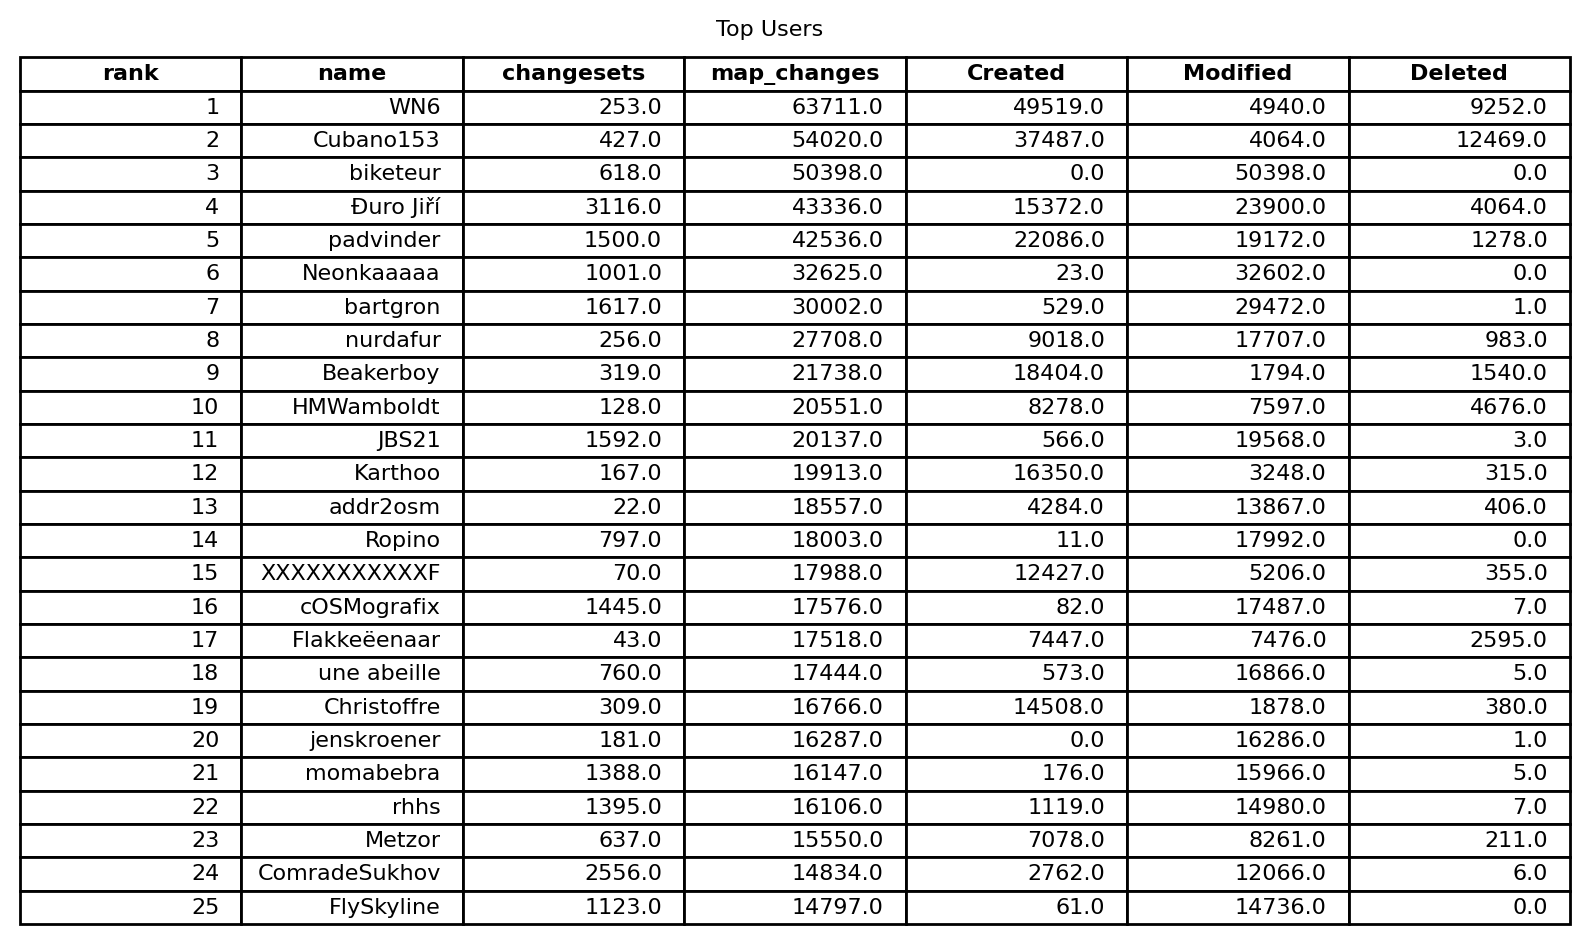 Top Users
rank name changesets map_changes Created Modified Deleted
1 WN6 253.0 63711.0 49519.0 4940.0 9252.0
2 Cubano153 427.0 54020.0 37487.0 4064.0 12469.0
3 biketeur 618.0 50398.0 0.0 50398.0 0.0
4 Đuro Jiří 3116.0 43336.0 15372.0 23900.0 4064.0
5 padvinder 1500.0 42536.0 22086.0 19172.0 1278.0
6 Neonkaaaaa 1001.0 32625.0 23.0 32602.0 0.0
7 bartgron 1617.0 30002.0 529.0 29472.0 1.0
8 nurdafur 256.0 27708.0 9018.0 17707.0 983.0
9 Beakerboy 319.0 21738.0 18404.0 1794.0 1540.0
10 HMWamboldt 128.0 20551.0 8278.0 7597.0 4676.0
11 JBS21 1592.0 20137.0 566.0 19568.0 3.0
12 Karthoo 167.0 19913.0 16350.0 3248.0 315.0
13 addr2osm 22.0 18557.0 4284.0 13867.0 406.0
14 Ropino 797.0 18003.0 11.0 17992.0 0.0
15 XXXXXXXXXXXF 70.0 17988.0 12427.0 5206.0 355.0
16 cOSMografix 1445.0 17576.0 82.0 17487.0 7.0
17 Flakkeëenaar 43.0 17518.0 7447.0 7476.0 2595.0
18 une abeille 760.0 17444.0 573.0 16866.0 5.0
19 Christoffre 309.0 16766.0 14508.0 1878.0 380.0
20 jenskroener 181.0 16287.0 0.0 16286.0 1.0
21 momabebra 1388.0 16147.0 176.0 15966.0 5.0
22 rhhs 1395.0 16106.0 1119.0 14980.0 7.0
23 Metzor 637.0 15550.0 7078.0 8261.0 211.0
24 ComradeSukhov 2556.0 14834.0 2762.0 12066.0 6.0
25 FlySkyline 1123.0 14797.0 61.0 14736.0 0.0